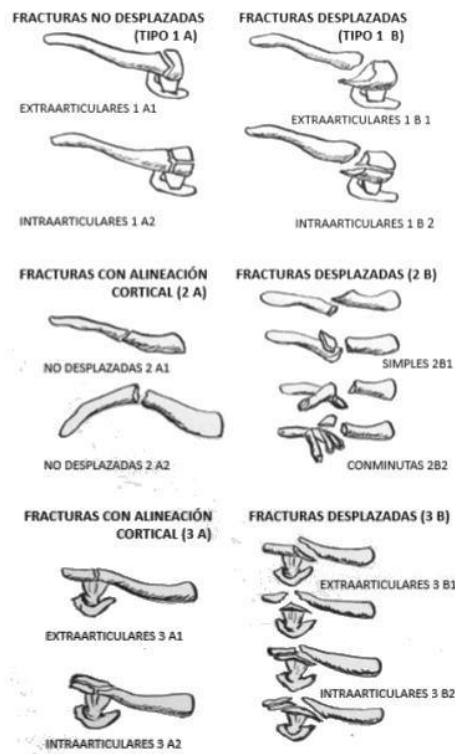 FRACTURAS NO DESPLAZADAS
(TIPO 1 A)
EXTRAARTICULARES 1 A1
INTRAARTICULARES 1 A2
FRACTURAS DESPLAZADAS
(TIPO 1 B)
EXTRAARTICULARES 1 B 1
INTRAARTICULARES 1 B 2
FRACTURAS CON ALINEACIÓN
CORTICAL (2 A)
NO DESPLAZADAS 2 A1
NO DESPLAZADAS 2 A2
FRACTURAS DESPLAZADAS (2 B)
SIMPLES 2B1
CONMINUTAS 2B2
FRACTURAS CON ALINEACIÓN
CORTICAL (3 A)
EXTRAARTICULARES 3 A1
INTRAARTICULARES 3 A2
FRACTURAS DESPLAZADAS (3 B)
EXTRAARTICULARES 3 B1
INTRAARTICULARES 3 B2